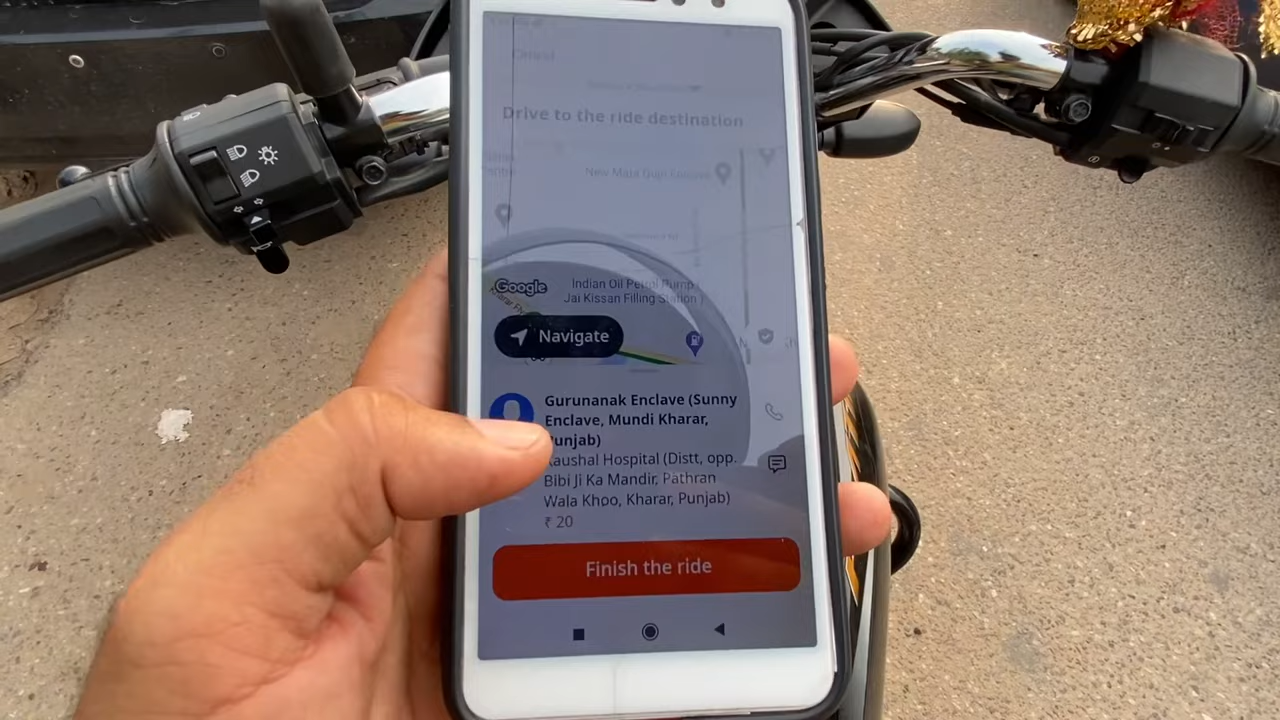 Cancel
Drive to the ride destination
New Mata Gujri Enclave
Google
Indian Oil Petrol Pump
Jai Kissan Filling Station )
Navigate
Gurunanak Enclave (Sunny
Enclave, Mundi Kharar,
Punjab)
Kaushal Hospital (Distt, opp.
Bibi Ji Ka Mandir, Pathran
Wala Khoo, Kharar, Punjab)
₹ 20
Finish the ride